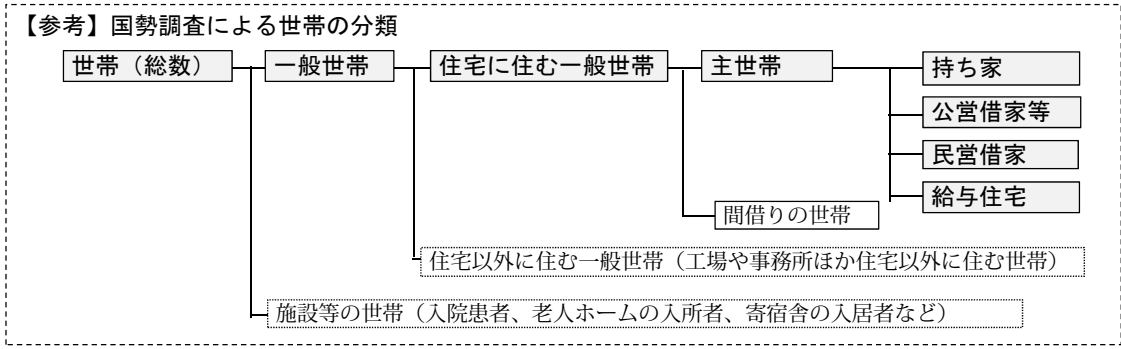 【参考】国勢調査による世帯の分類
世帯（総数） 一般世帯 住宅に住む一般世帯 主世帯 持ち家
公営借家等
民営借家
給与住宅
間借りの世帯
住宅以外に住む一般世帯（工場や事務所ほか住宅以外に住む世帯）
施設等の世帯（入院患者、老人ホームの入所者、寄宿舎の入居者など）